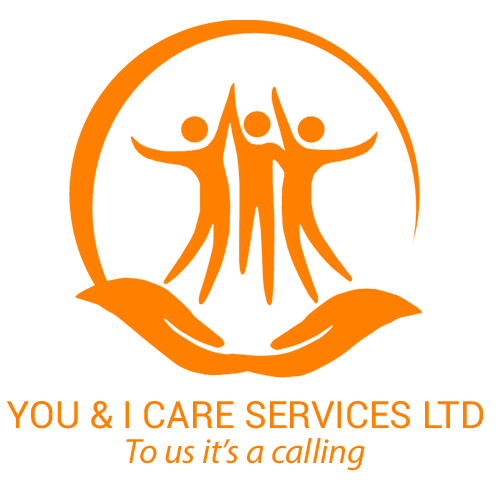 YOU & I CARE SERVICES LTD
To us it's a calling